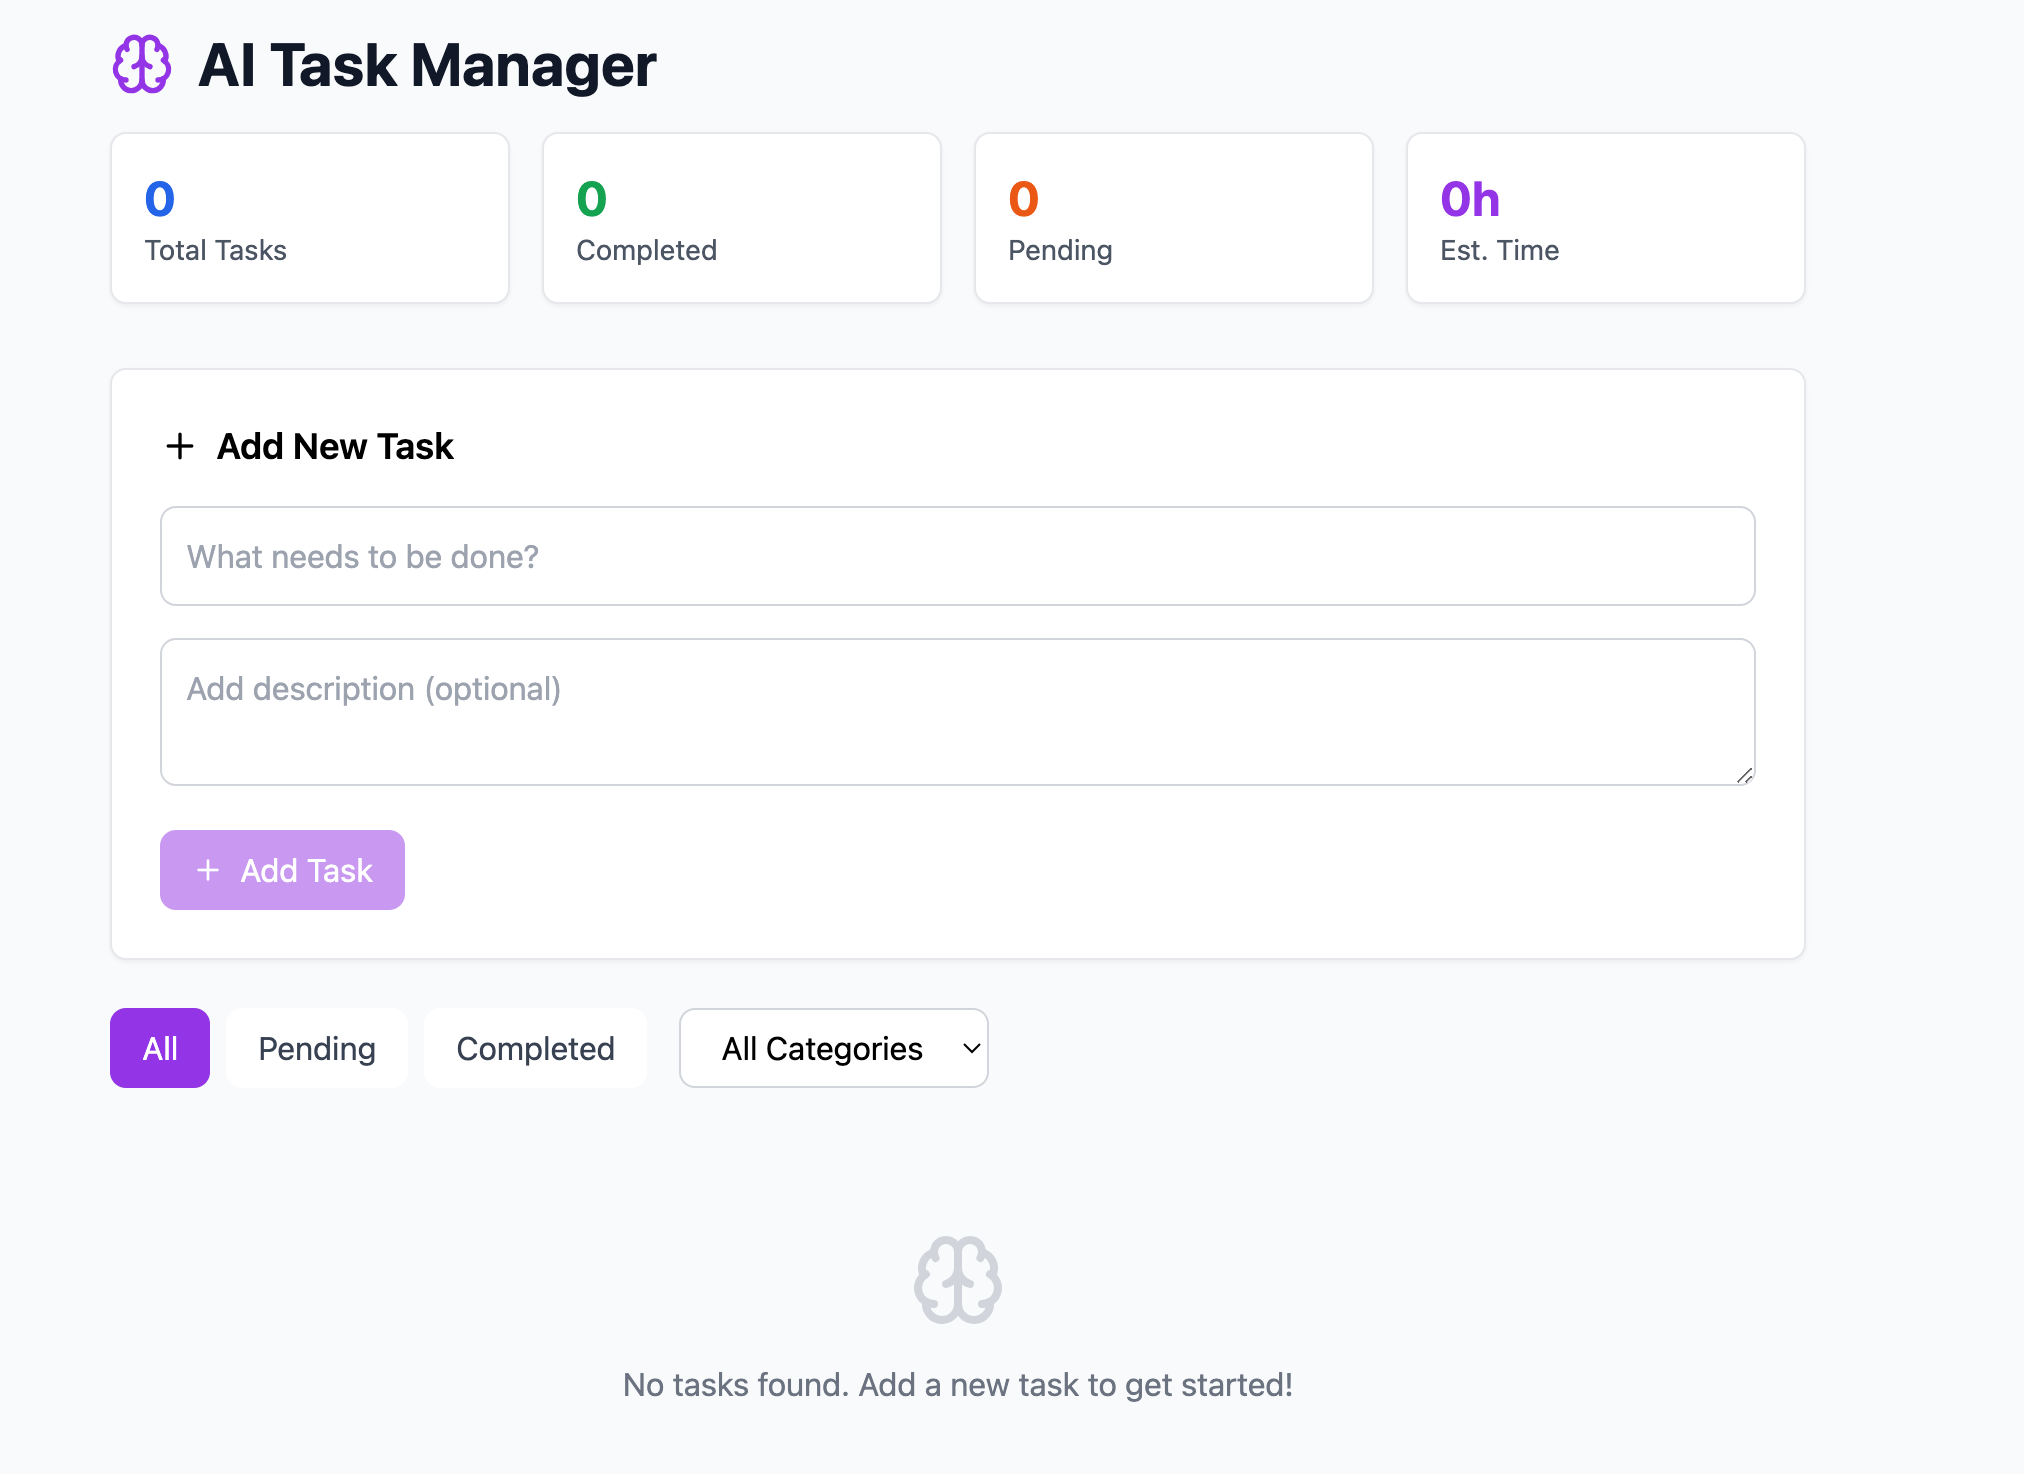 AI Task Manager
0
Total Tasks
0
Completed
0
Pending
0h
Est. Time
Add New Task
What needs to be done?
Add description (optional)
Add Task
All
Pending
Completed
All Categories
No tasks found. Add a new task to get started!